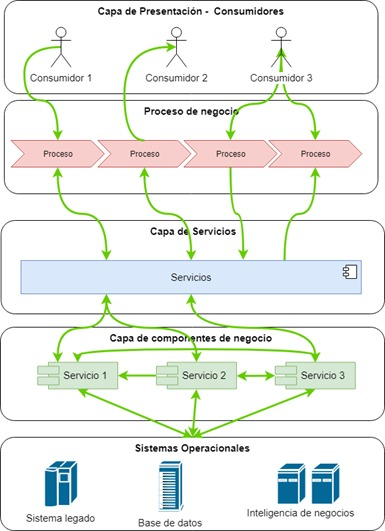 Capa de Presentación - Consumidores
Consumidor 1
Consumidor 2
Consumidor 3
Proceso de negocio
Proceso
Proceso
Proceso
Proceso
Capa de Servicios
Servicios
Capa de componentes de negocio
Servicio 1
Servicio 2
Servicio 3
Sistemas Operacionales
Sistema legado
Base de datos
Inteligencia de negocios